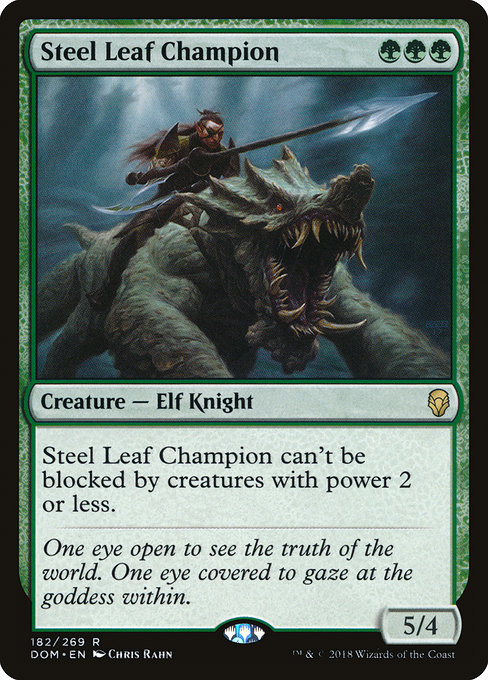 Steel Leaf Champion
Creature — Elf Knight
Steel Leaf Champion can't be
blocked by creatures with power 2
or less.
One eye open to see the truth of the
world. One eye covered to gaze at the
goddess within.
5/4
182/269 R
DOM • EN Chris Rahn
™ & © 2018 Wizards of the Coast